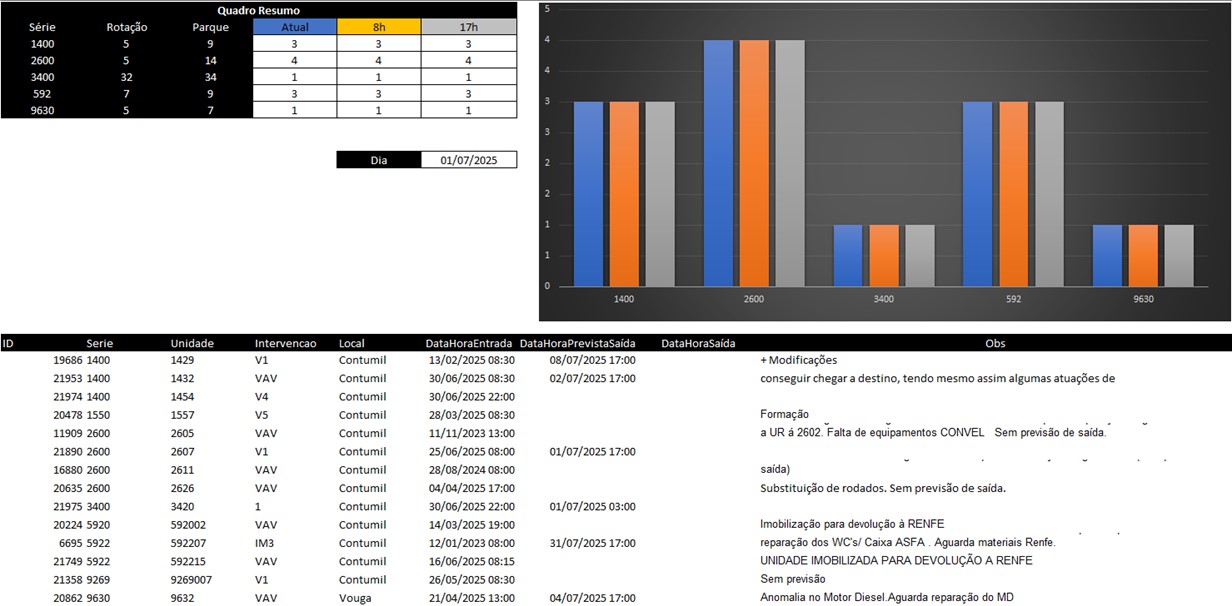 Quadro Resumo
Série Rotação Parque Atual 8h 17h
1400 5 9 3 3 3
2600 5 14 4 4 4
3400 32 34 1 1 1
592 7 9 3 3 3
9630 5 7 1 1 1
Dia 01/07/2025
5
4
4
3
3
2
2
1
1
0
1400 2600 3400 592 9630
ID Serie Unidade Intervencao Local DataHoraEntrada DataHoraPrevistaSaída DataHoraSaída Obs
19686 1400 1429 V1 Contumil 13/02/2025 08:30 08/07/2025 17:00 + Modificações
21953 1400 1432 VAV Contumil 30/06/2025 08:30 02/07/2025 17:00 conseguir chegar a destino, tendo mesmo assim algumas atuações de
21974 1400 1454 V4 Contumil 30/06/2025 22:00
20478 1550 1557 V5 Contumil 28/03/2025 08:30 Formação
11909 2600 2605 VAV Contumil 11/11/2023 13:00 a UR á 2602. Falta de equipamentos CONVEL Sem previsão de saída.
21890 2600 2607 V1 Contumil 25/06/2025 08:00 01/07/2025 17:00
16880 2600 2611 VAV Contumil 28/08/2024 08:00 saída)
20635 2600 2626 VAV Contumil 04/04/2025 17:00 Substituição de rodados. Sem previsão de saída.
21975 3400 3420 1 Contumil 30/06/2025 22:00 01/07/2025 03:00
20224 5920 592002 VAV Contumil 14/03/2025 19:00 Imobilização para devolução à RENFE
6695 5922 592207 IM3 Contumil 12/01/2023 08:00 31/07/2025 17:00 reparação dos WC's/ Caixa ASFA . Aguarda materiais Renfe.
21749 5922 592215 VAV Contumil 16/06/2025 08:15 UNIDADE IMOBILIZADA PARA DEVOLUÇÃO A RENFE
21358 9269 9269007 V1 Contumil 26/05/2025 08:30 Sem previsão
20862 9630 9632 VAV Vouga 21/04/2025 13:00 04/07/2025 17:00 Anomalia no Motor Diesel.Aguarda reparação do MD